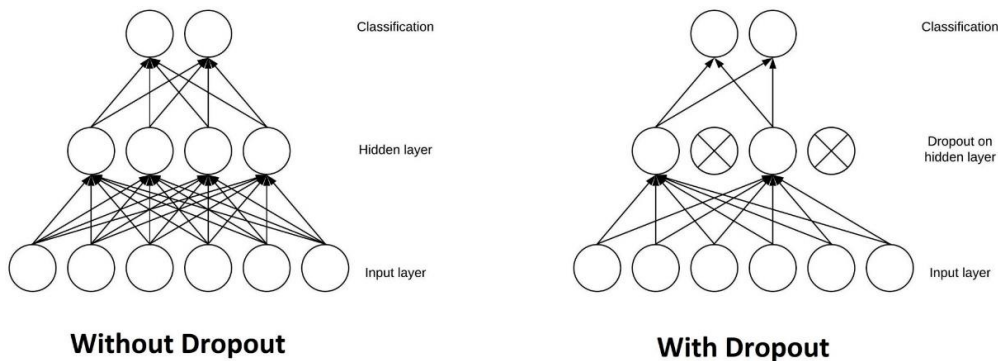 Classification
Hidden layer
Input layer
Without Dropout
Classification
Dropout on
hidden layer
Input layer
With Dropout